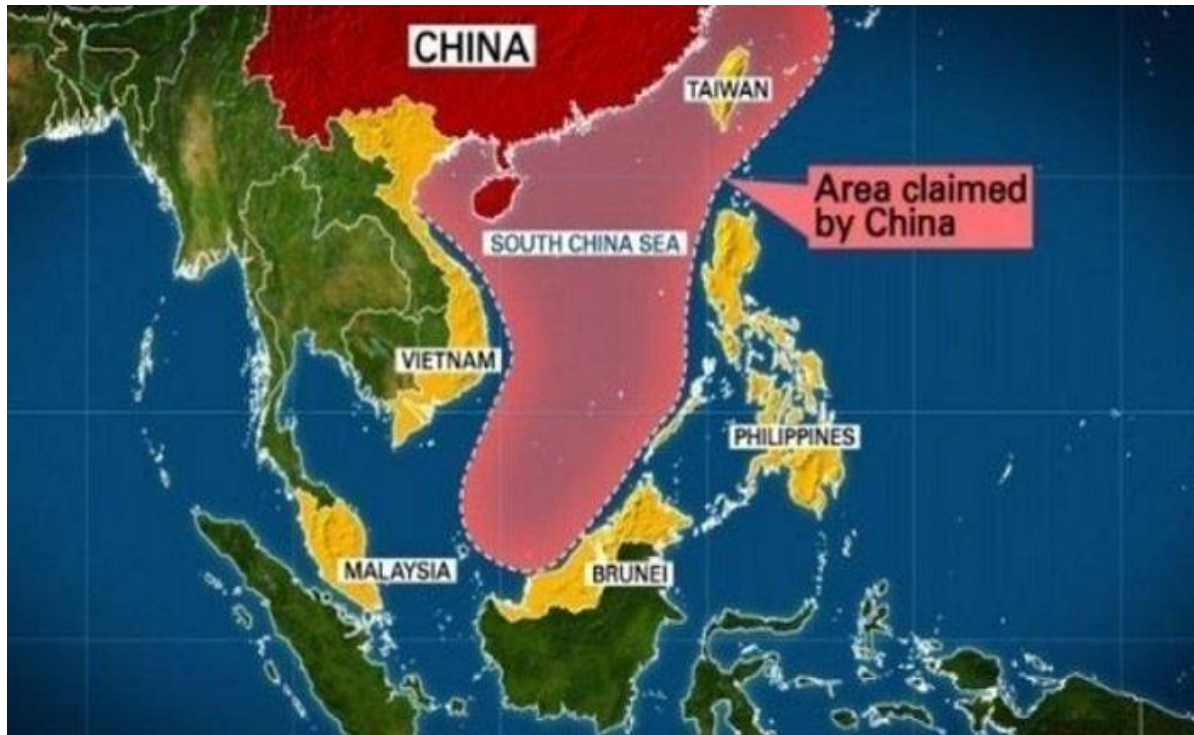 CHINA
TAIWAN
Area claimed
by China
SOUTH CHINA SEA
VIETNAM
PHILIPPINES
MALAYSIA
BRUNEI